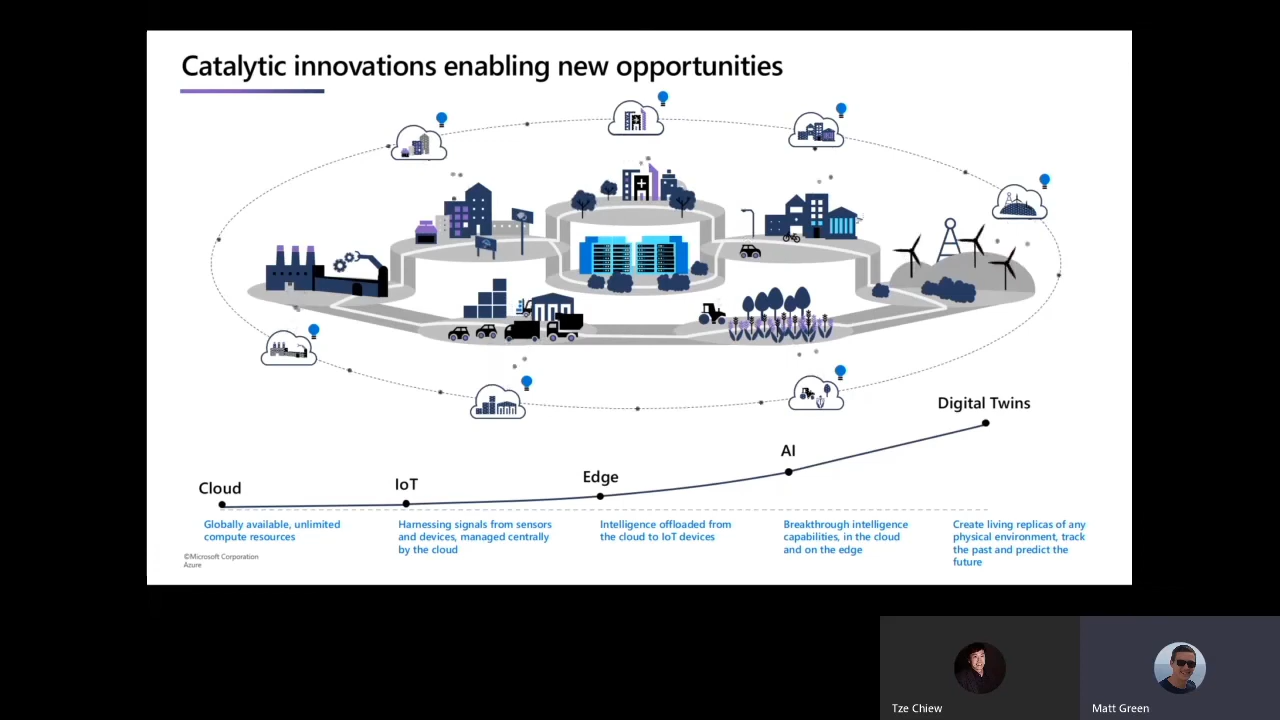 Catalytic innovations enabling new opportunities
Digital Twins
AI
Edge
IoT
Cloud
Globally available, unlimited
compute resources
Harnessing signals from sensors
and devices, managed centrally
by the cloud
Intelligence offloaded from
the cloud to IoT devices
Breakthrough intelligence
capabilities, in the cloud
and on the edge
Create living replicas of any
physical environment, track
the past and predict the
future
©Microsoft Corporation
Azure
Tze Chiew
Matt Green